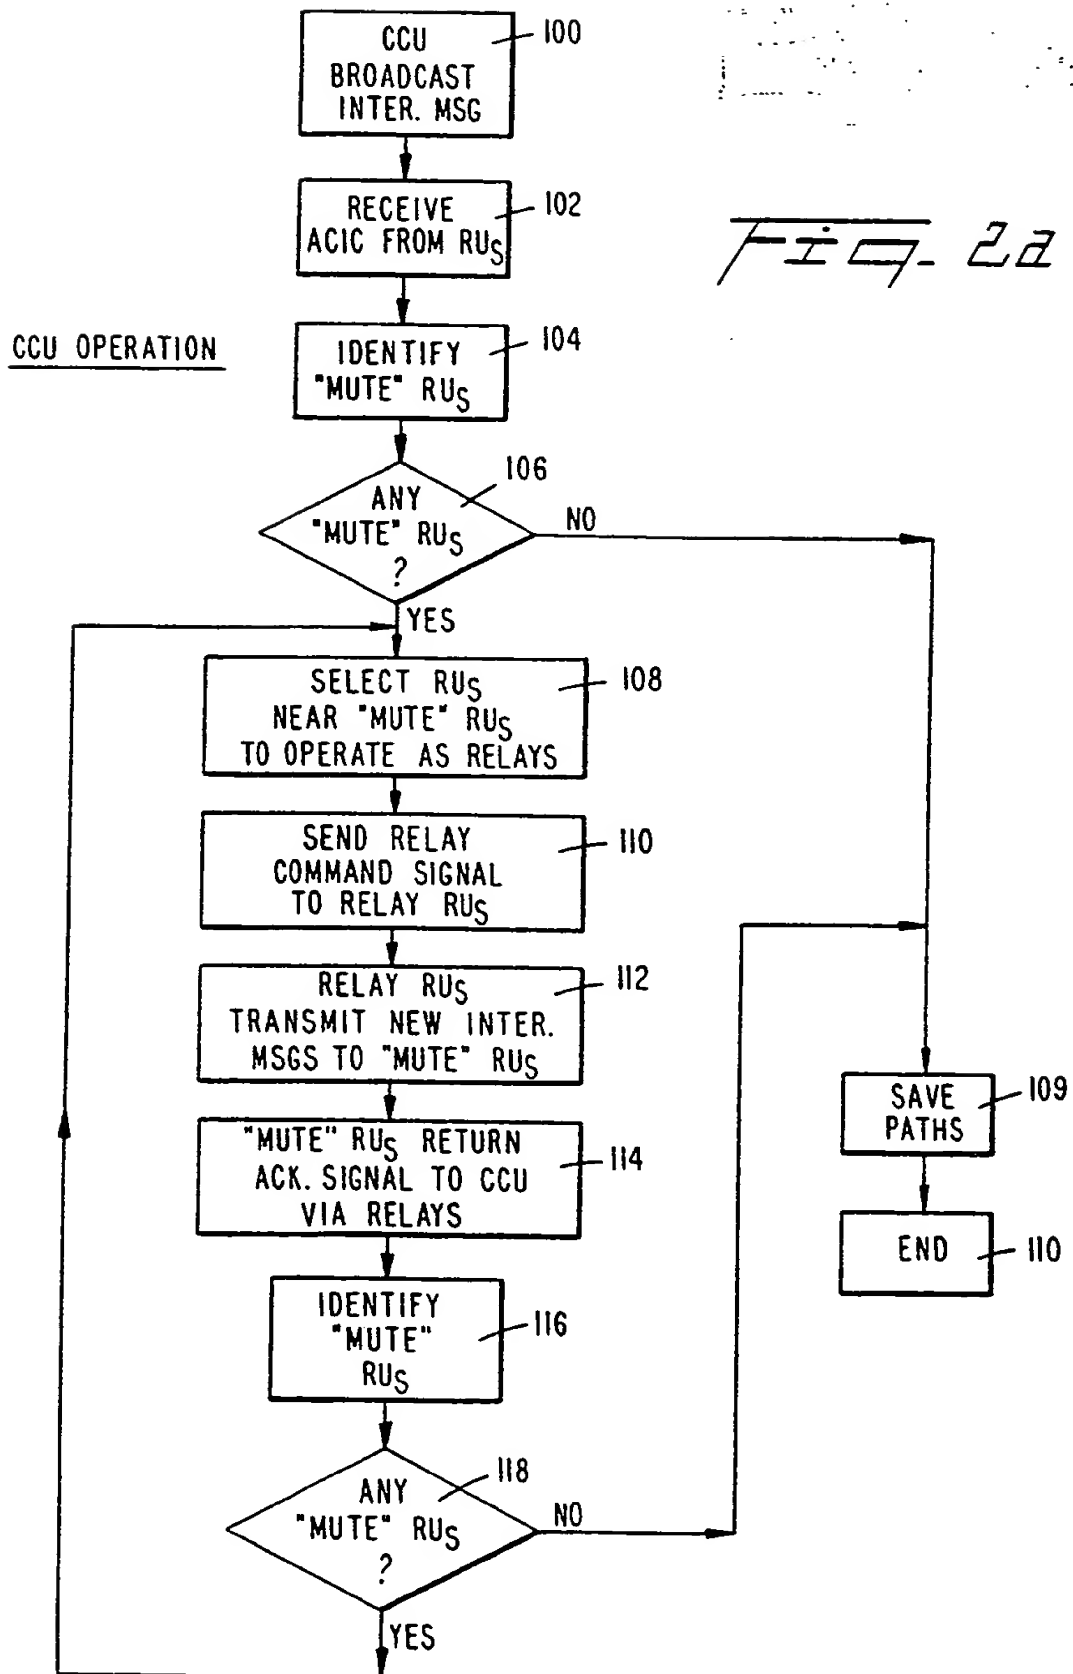 CCU
BROADCAST
INTER. MSG
100
RECEIVE
ACIC FROM RUS
102
Fig. 2a
CCU OPERATION
IDENTIFY
"MUTE" RUS
104
ANY
"MUTE" RUS
?
106
NO
YES
SELECT RUS
NEAR "MUTE" RUS
TO OPERATE AS RELAYS
108
SEND RELAY
COMMAND SIGNAL
TO RELAY RUS
110
RELAY RUS
TRANSMIT NEW INTER.
MSGS TO "MUTE" RUS
112
"MUTE" RUS RETURN
ACK. SIGNAL TO CCU
VIA RELAYS
114
SAVE
PATHS
109
END
110
IDENTIFY
"MUTE"
RUS
116
ANY
"MUTE" RUS
?
118
NO
YES